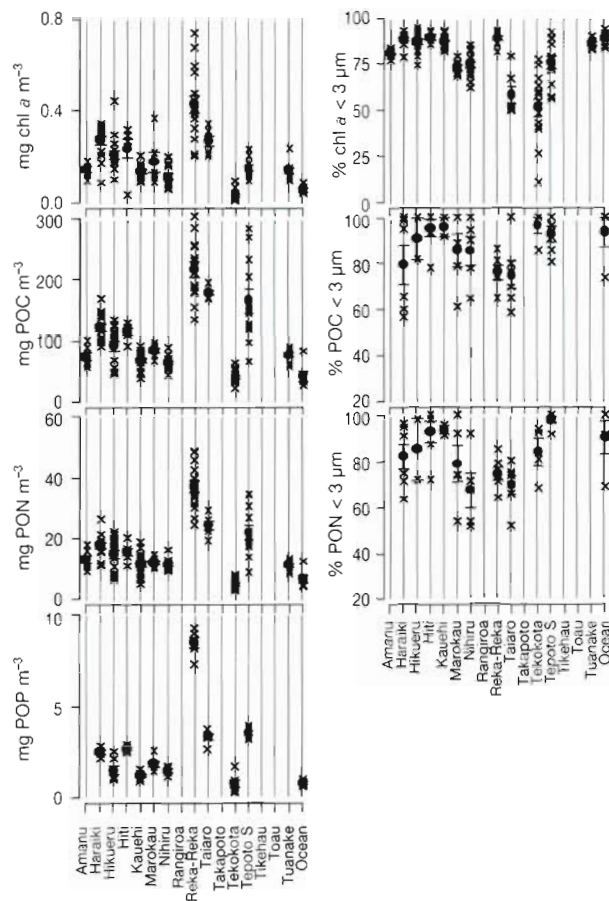 mg chl a m⁻³
0.8
0.4
0.0
mg POC m⁻³
300
200
100
0
mg PON m⁻³
60
40
20
0
mg POP m⁻³
10
5
0
Amanu
Haraiki
Hikueru
Hiti
Kauehi
Marokau
Nihiru
Rangiroa
Reka-Reka
Taiaro
Takapoto
Tekokota
Tepoto S
Tikehau
Toau
Tuanake
Ocean
% chl a < 3 µm
100
75
50
25
0
% POC < 3 µm
100
80
60
40
20
% PON < 3 µm
100
80
60
40
20
Amanu
Haraiki
Hikueru
Hiti
Kauehi
Marokau
Nihiru
Rangiroa
Reka-Reka
Taiaro
Takapoto
Tekokota
Tepoto S
Tikehau
Toau
Tuanake
Ocean